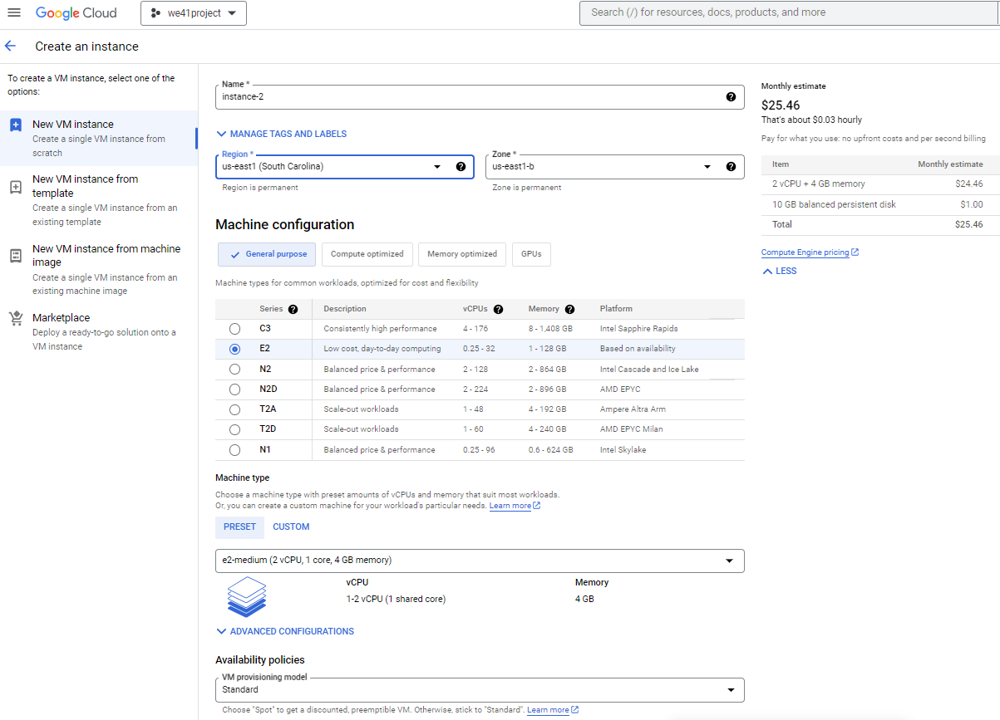 Google Cloud
we41project
Search (/) for resources, docs, products, and more
Create an instance
To create a VM instance, select one of the
options:
New VM instance
Create a single VM instance from
scratch
New VM instance from
template
Create a single VM instance from an
existing template
New VM instance from machine
image
Create a single VM instance from an
existing machine image
Marketplace
Deploy a ready-to-go solution onto a
VM instance
Name *
instance-2
MANAGE TAGS AND LABELS
Region *
us-east1 (South Carolina)
Region is permanent
Zone *
us-east1-b
Zone is permanent
Machine configuration
General purpose
Compute optimized
Memory optimized
GPUs
Machine types for common workloads, optimized for cost and flexibility
Series Description vCPUs Memory Platform
C3 Consistently high performance 4 - 176 8 - 1,408 GB Intel Sapphire Rapids
E2 Low cost, day-to-day computing 0.25 - 32 1 - 128 GB Based on availability
N2 Balanced price & performance 2 - 128 2 - 864 GB Intel Cascade and Ice Lake
N2D Balanced price & performance 2 - 224 2 - 896 GB AMD EPYC
T2A Scale-out workloads 1 - 48 4 - 192 GB Ampere Altra Arm
T2D Scale-out workloads 1 - 60 4 - 240 GB AMD EPYC Milan
N1 Balanced price & performance 0.25 - 96 0.6 - 624 GB Intel Skylake
Machine type
Choose a machine type with preset amounts of vCPUs and memory that suit most workloads.
Or, you can create a custom machine for your workload's particular needs. Learn more
PRESET CUSTOM
e2-medium (2 vCPU, 1 core, 4 GB memory)
vCPU Memory
1-2 vCPU (1 shared core) 4 GB
ADVANCED CONFIGURATIONS
Availability policies
VM provisioning model
Standard
Choose "Spot" to get a discounted, preemptible VM. Otherwise, stick to "Standard". Learn more
Monthly estimate
$25.46
That's about $0.03 hourly
Pay for what you use: no upfront costs and per second billing
Item Monthly estimate
2 vCPU + 4 GB memory $24.46
10 GB balanced persistent disk $1.00
Total $25.46
Compute Engine pricing
LESS